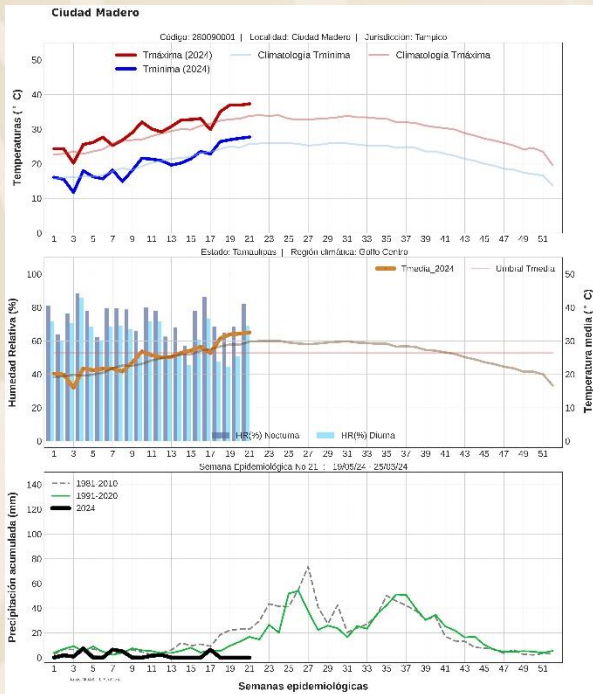 Ciudad Madero
Código: 280090001 | Localidad: Ciudad Madero | Jurisdicción: Tampico
Tmáxima (2024) Climatología Tmínima Climatología Tmáxima
Tmínima (2024)
Temperaturas (° C)
50
40
30
20
10
0
1 3 5 7 9 11 13 15 17 19 21 23 25 27 29 31 33 35 37 39 41 43 45 47 49 51
Estado: Tamaulipas | Región climática: Golfo Centro
Tmedia_2024 Umbral Tmedia
Humedad Relativa (%)
100
80
60
40
20
0
Temperatura media (° C)
50
40
30
20
10
0
HR(%) Nocturna HR(%) Diurna
1 3 5 7 9 11 13 15 17 19 21 23 25 27 29 31 33 35 37 39 41 43 45 47 49 51
Semana Epidemiológica No 21 : 19/05/24 - 25/05/24
1981-2010
1991-2020
2024
Precipitación acumulada (mm)
140
120
100
80
60
40
20
0
1 3 5 7 9 11 13 15 17 19 21 23 25 27 29 31 33 35 37 39 41 43 45 47 49 51
Semanas epidemiológicas